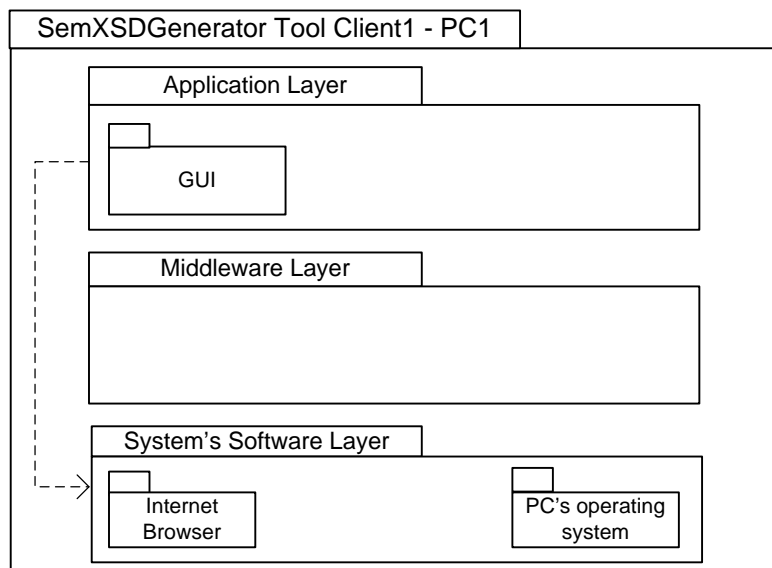 SemXSDGenerator Tool Client1 - PC1
Application Layer
GUI
Middleware Layer
System's Software Layer
Internet
Browser
PC's operating
system